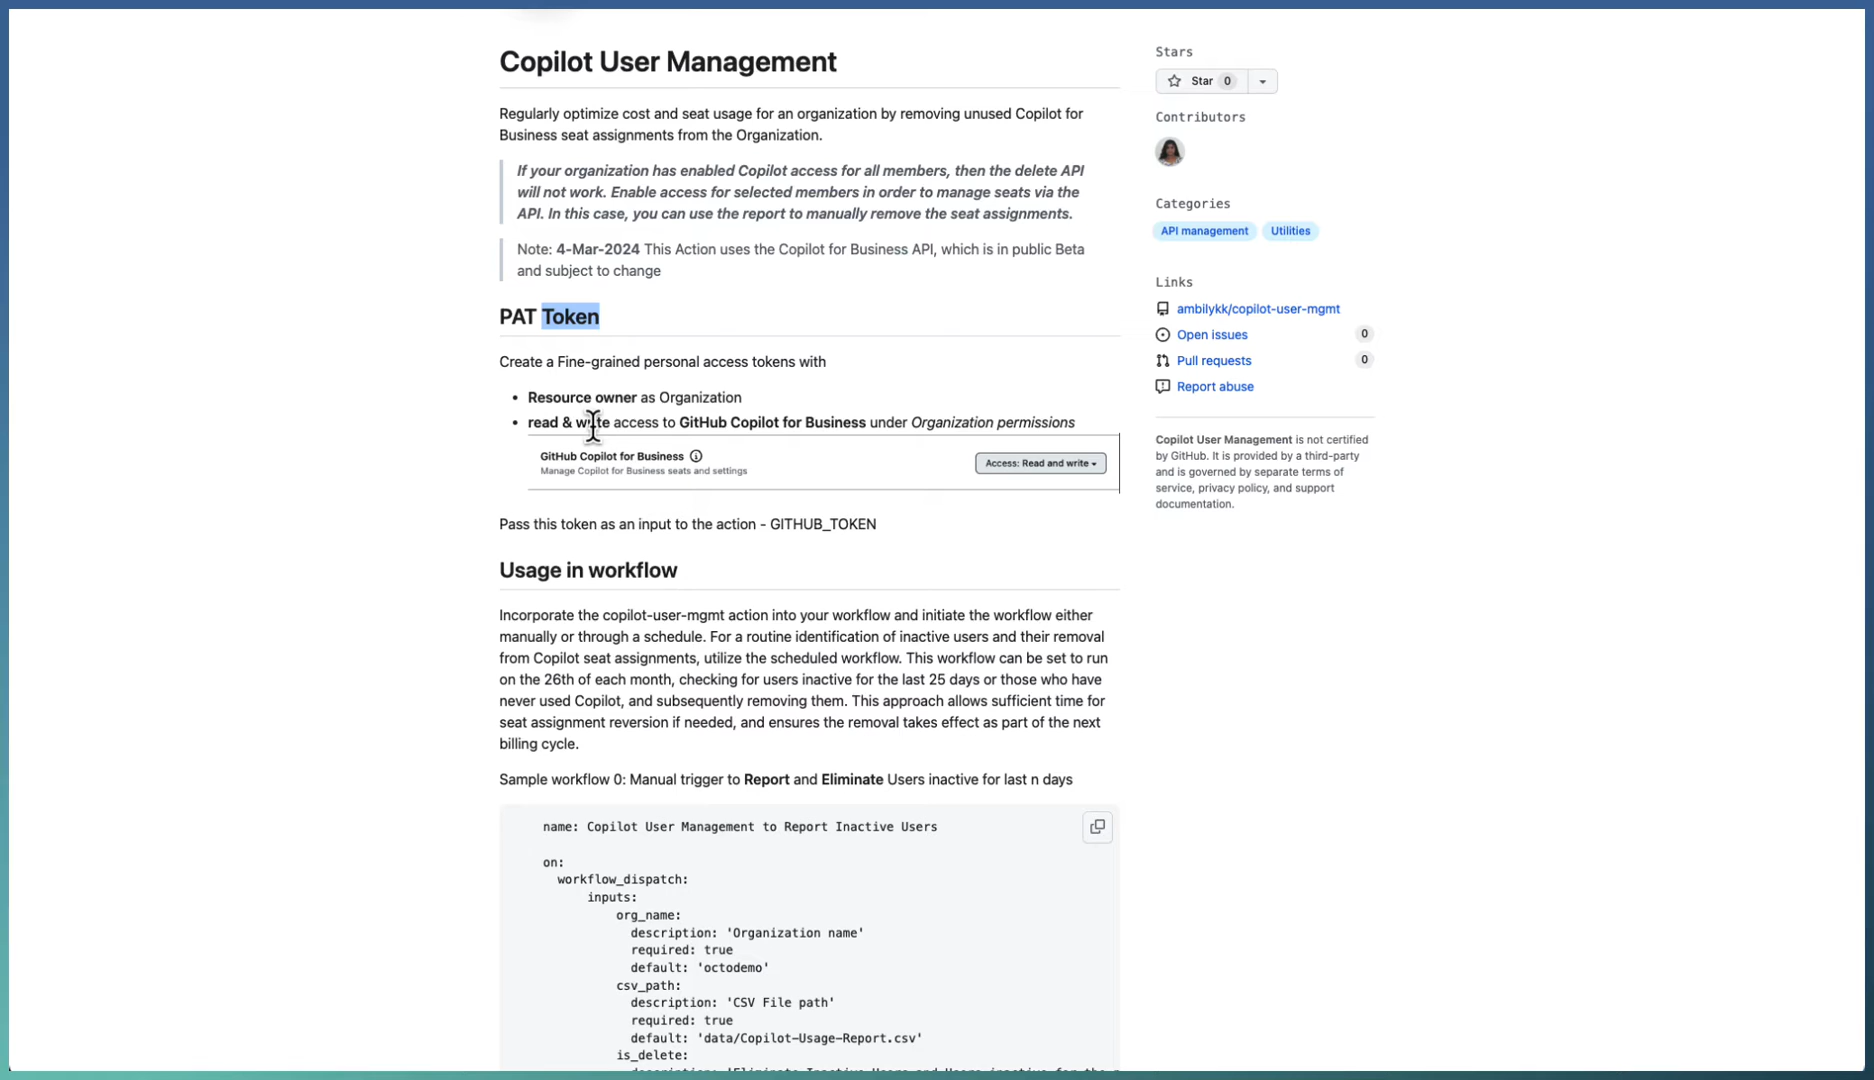 Copilot User Management
Regularly optimize cost and seat usage for an organization by removing unused Copilot for
Business seat assignments from the Organization.
If your organization has enabled Copilot access for all members, then the delete API
will not work. Enable access for selected members in order to manage seats via the
API. In this case, you can use the report to manually remove the seat assignments.
Note: 4-Mar-2024 This Action uses the Copilot for Business API, which is in public Beta
and subject to change
PAT Token
Create a Fine-grained personal access tokens with
• Resource owner as Organization
• read & write access to GitHub Copilot for Business under Organization permissions
GitHub Copilot for Business
Manage Copilot for Business seats and settings
Access: Read and write
Pass this token as an input to the action - GITHUB_TOKEN
Usage in workflow
Incorporate the copilot-user-mgmt action into your workflow and initiate the workflow either
manually or through a schedule. For a routine identification of inactive users and their removal
from Copilot seat assignments, utilize the scheduled workflow. This workflow can be set to run
on the 26th of each month, checking for users inactive for the last 25 days or those who have
never used Copilot, and subsequently removing them. This approach allows sufficient time for
seat assignment reversion if needed, and ensures the removal takes effect as part of the next
billing cycle.
Sample workflow 0: Manual trigger to Report and Eliminate Users inactive for last n days
name: Copilot User Management to Report Inactive Users
on:
workflow_dispatch:
inputs:
org_name:
description: 'Organization name'
required: true
default: 'octodemo'
csv_path:
description: 'CSV File path'
required: true
default: 'data/Copilot-Usage-Report.csv'
is_delete:
Stars
Star 0
Contributors
Categories
API management Utilities
Links
ambilykk/copilot-user-mgmt
Open issues 0
Pull requests 0
Report abuse
Copilot User Management is not certified
by GitHub. It is provided by a third-party
and is governed by separate terms of
service, privacy policy, and support
documentation.